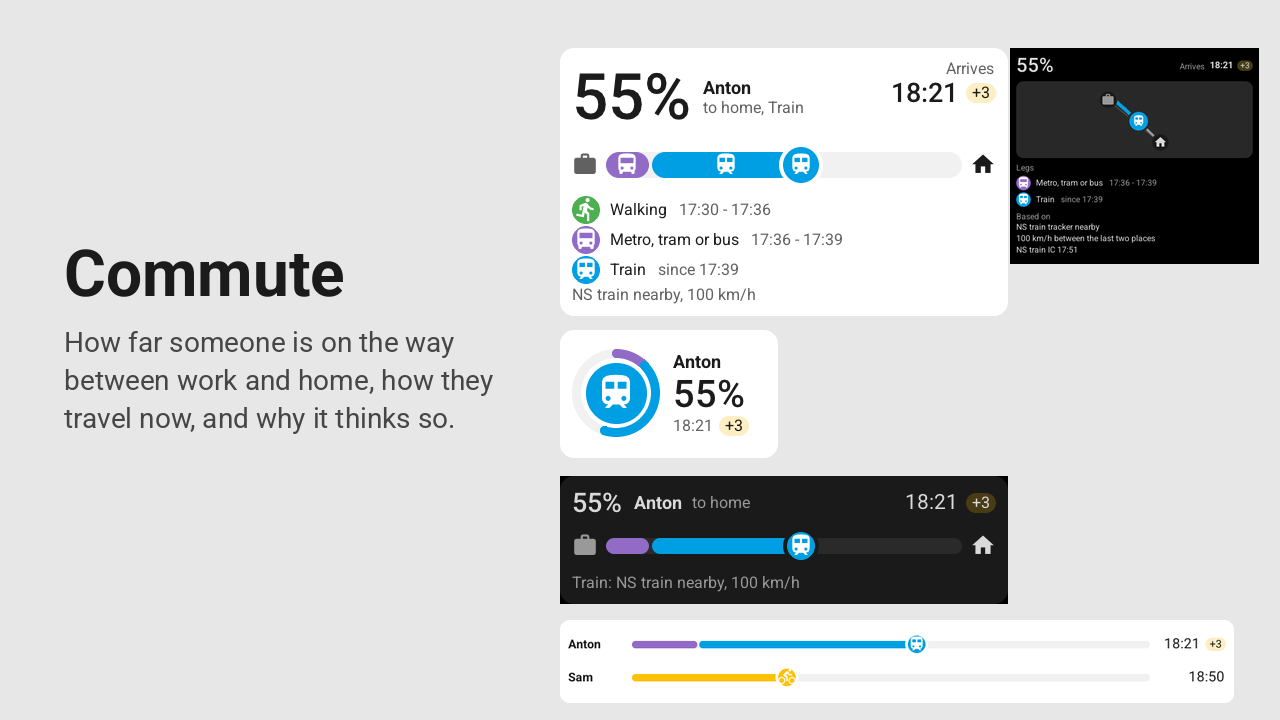 Commute
How far someone is on the way
between work and home, how they
travel now, and why it thinks so.
55%
Anton
to home, Train
Arrives
18:21 +3
Walking 17:30 - 17:36
Metro, tram or bus 17:36 - 17:39
Train since 17:39
NS train nearby, 100 km/h
55%
Arrives 18:21 +3
Legs
Metro, tram or bus 17:36 - 17:39
Train since 17:39
Based on
NS train tracker nearby
100 km/h between the last two places
NS train IC 17:51
Anton
55%
18:21 +3
55% Anton to home 18:21 +3
Train: NS train nearby, 100 km/h
Anton 18:21 +3
Sam 18:50